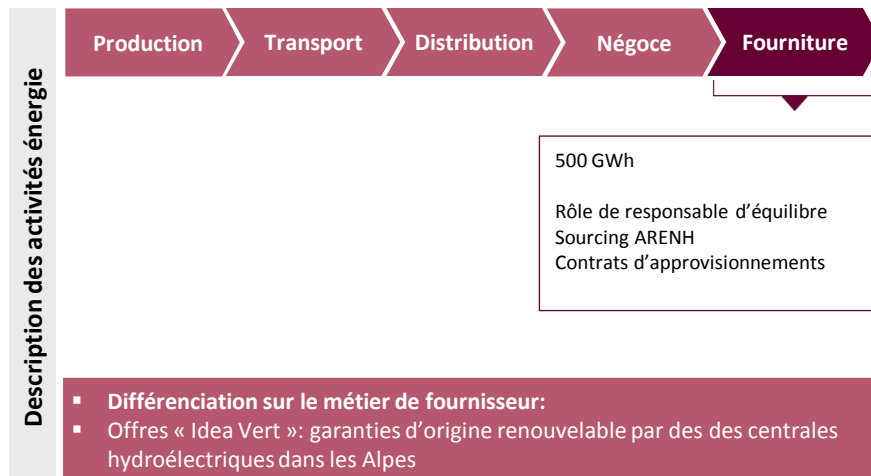 Description des activités énergie
Production
Transport
Distribution
Négoce
Fourniture
500 GWh
Rôle de responsable d’équilibre
Sourcing ARENH
Contrats d’approvisionnements
▪ Différenciation sur le métier de fournisseur:
▪ Offres « Idea Vert »: garanties d’origine renouvelable par des des centrales
hydroélectriques dans les Alpes